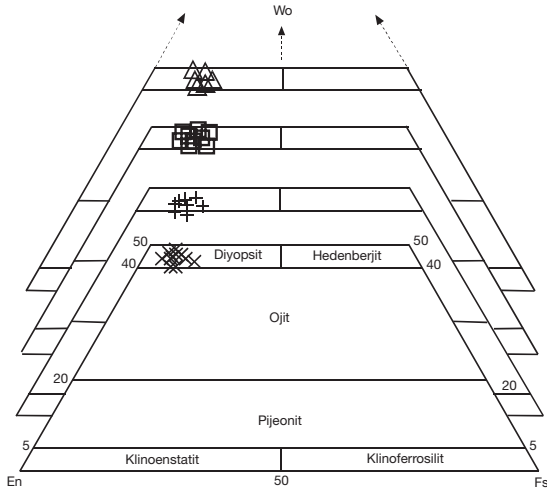 Wo
50 50
Diyopsit Hedenberjit
40 40
Ojit
20 20
Pijeonit
5 5
Klinoenstatit Klinoferrosilit
En 50 Fs